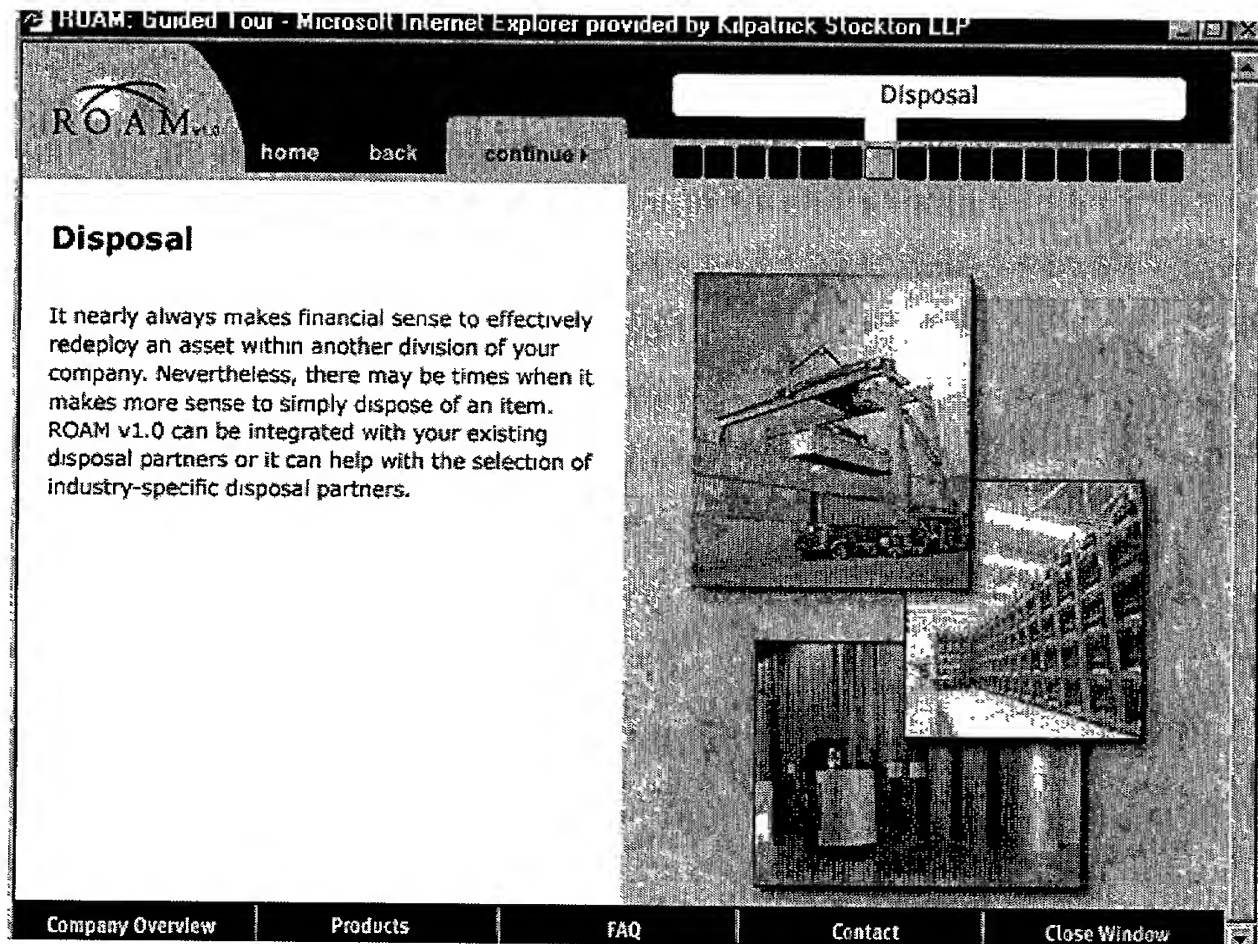 ROAM: Guided Tour - Microsoft Internet Explorer provided by Kilpatrick Stockton LLP
Disposal
ROAM v1.0
home back continue
Disposal
It nearly always makes financial sense to effectively
redeploy an asset within another division of your
company. Nevertheless, there may be times when it
makes more sense to simply dispose of an item.
ROAM v1.0 can be integrated with your existing
disposal partners or it can help with the selection of
industry-specific disposal partners.
Company Overview Products FAQ Contact Close Window